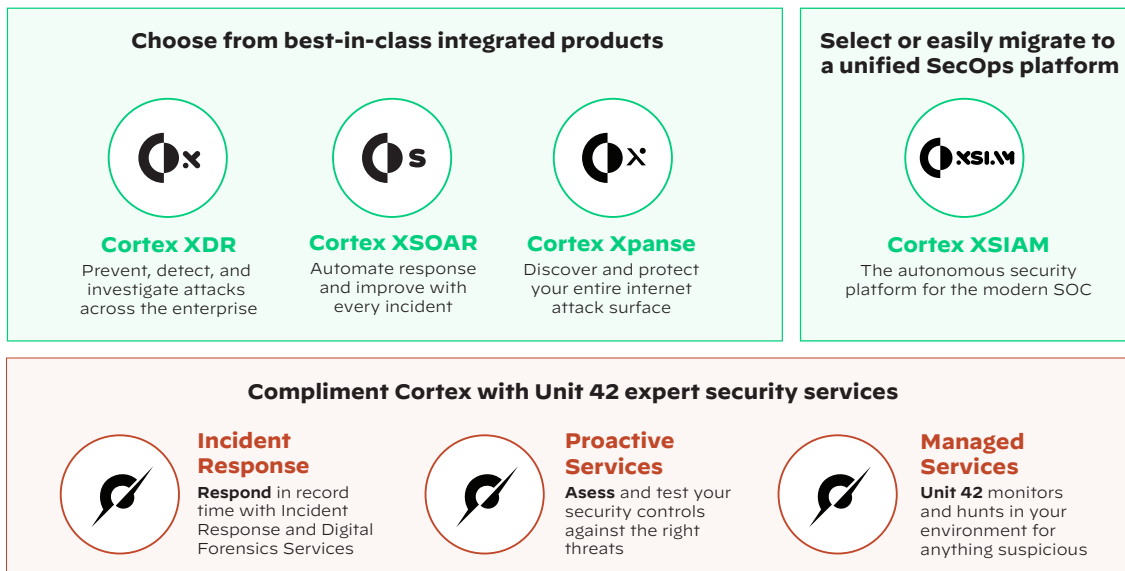 Choose from best-in-class integrated products
x
s
x
Cortex XDR
Prevent, detect, and
investigate attacks
across the enterprise
Cortex XSOAR
Automate response
and improve with
every incident
Cortex Xpanse
Discover and protect
your entire internet
attack surface
Select or easily migrate to
a unified SecOps platform
XSIAM
Cortex XSIAM
The autonomous security
platform for the modern SOC
Compliment Cortex with Unit 42 expert security services
Incident
Response
Respond in record
time with Incident
Response and Digital
Forensics Services
Proactive
Services
Asess and test your
security controls
against the right
threats
Managed
Services
Unit 42 monitors
and hunts in your
environment for
anything suspicious